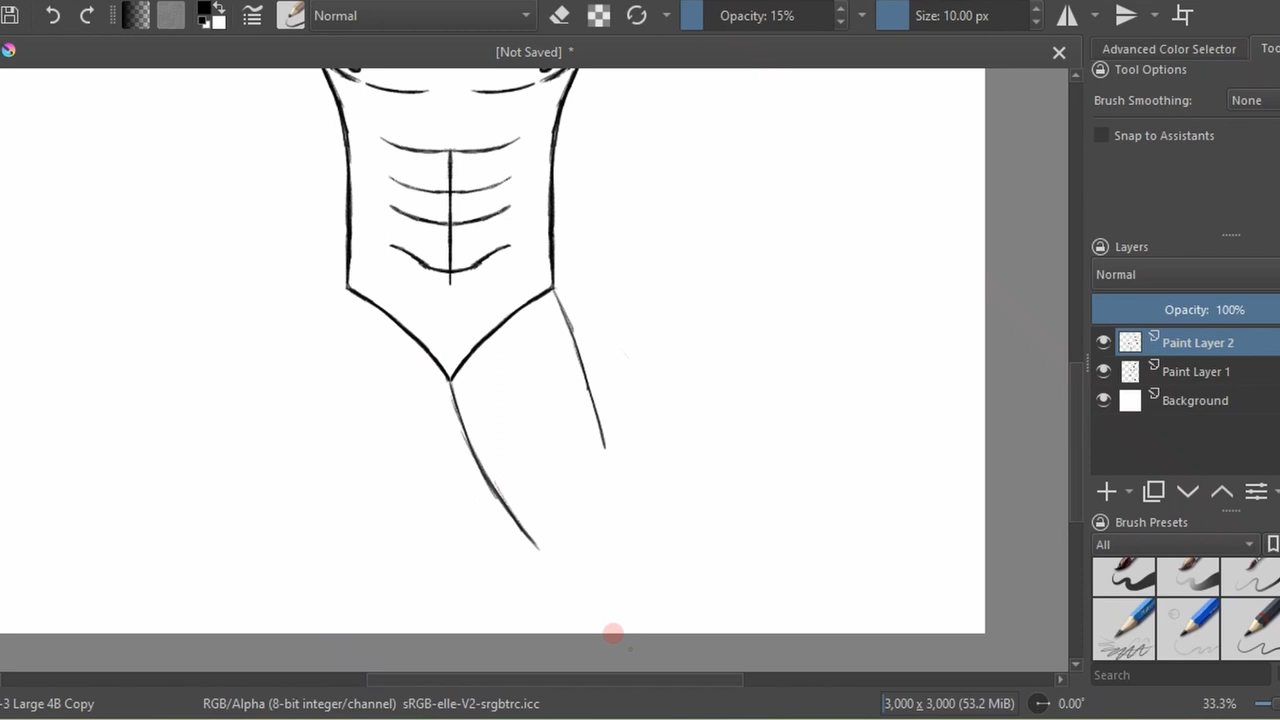 Normal
Opacity: 15%
Size: 10.00 px
[Not Saved] *
Advanced Color Selector
Too
Tool Options
Brush Smoothing:
None
Snap to Assistants
Layers
Normal
Opacity: 100%
Paint Layer 2
Paint Layer 1
Background
Brush Presets
All
Search
-3 Large 4B Copy
RGB/Alpha (8-bit integer/channel) sRGB-elle-V2-srgbtrc.icc
3,000 x 3,000 (53.2 MiB)
0.00°
33.3%